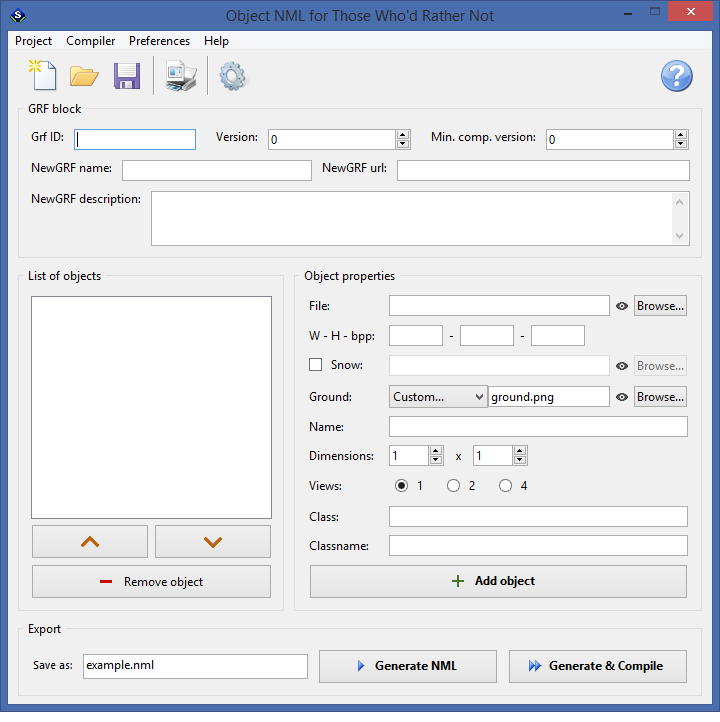 Object NML for Those Who'd Rather Not
Project Compiler Preferences Help
GRF block
Grf ID: Version: 0 Min. comp. version: 0
NewGRF name: NewGRF url:
NewGRF description:
List of objects
Object properties
File: Browse...
W - H - bpp: - -
Snow: Browse...
Ground: Custom... ground.png Browse...
Name:
Dimensions: 1 x 1
Views: 1 2 4
Class:
Classname:
Remove object
Add object
Export
Save as: example.nml Generate NML Generate & Compile